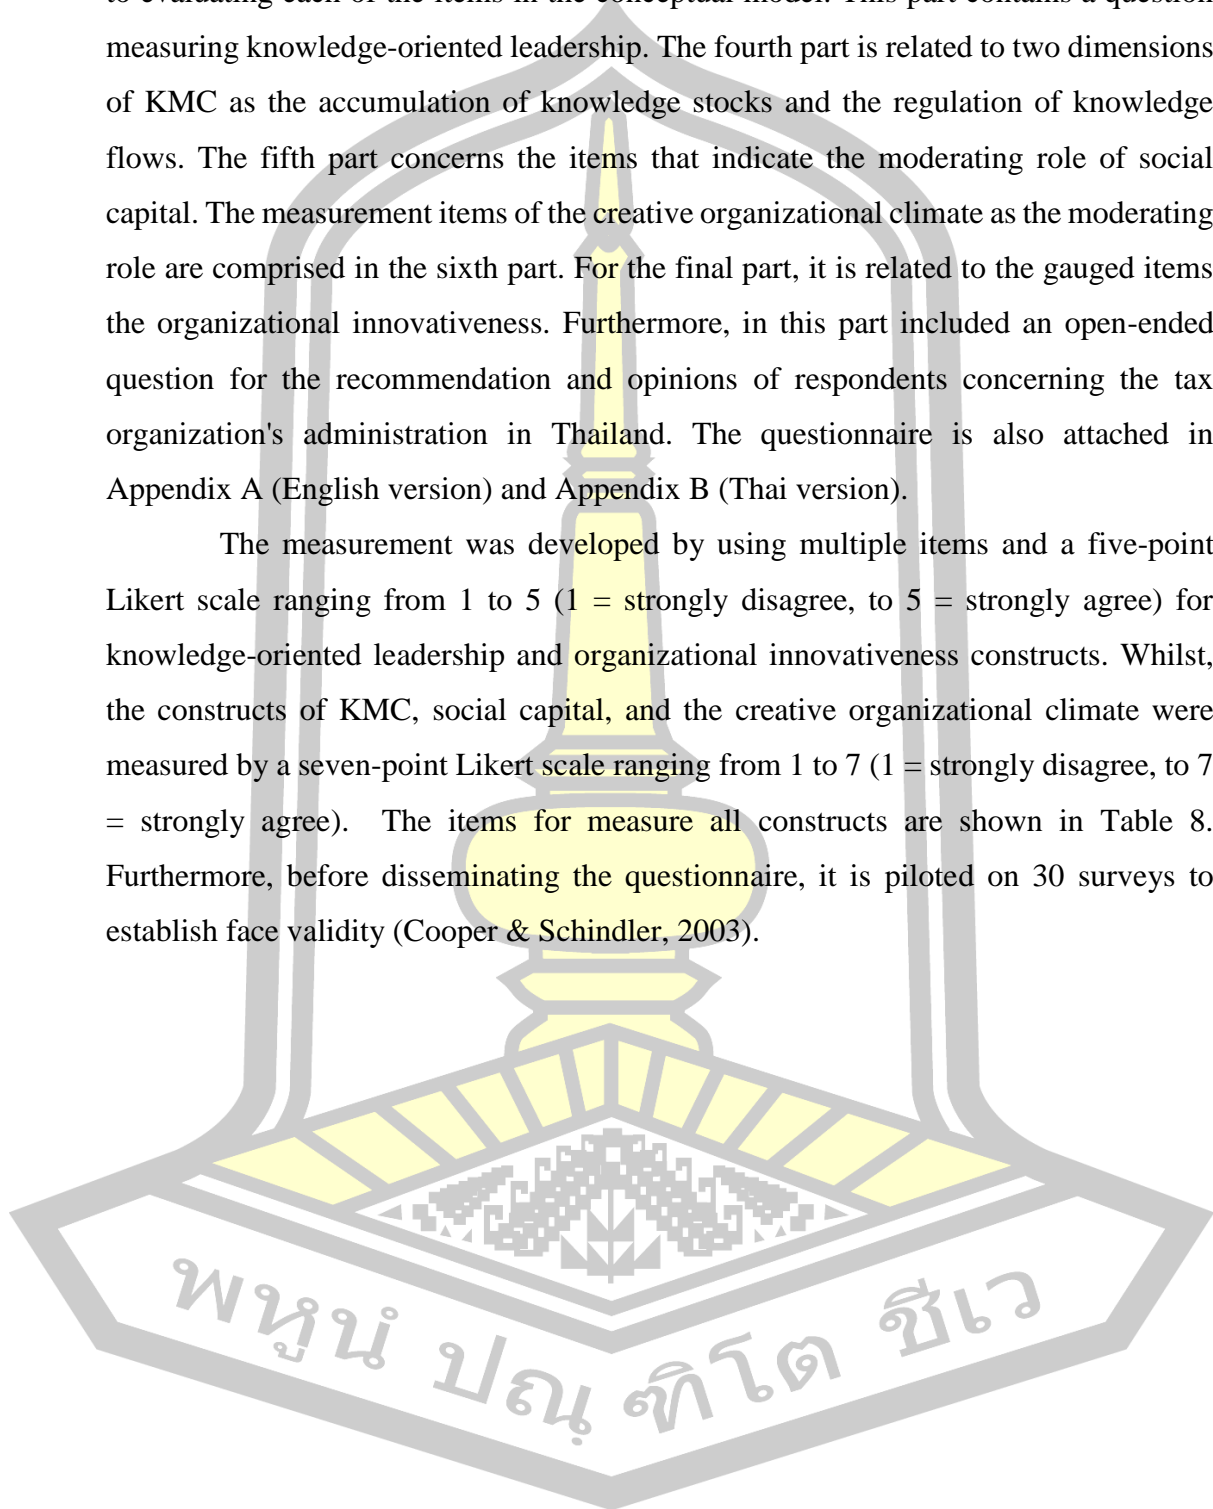 to evaluating each of the items in the conceptual model. This part contains a question
measuring knowledge-oriented leadership. The fourth part is related to two dimensions
of KMC as the accumulation of knowledge stocks and the regulation of knowledge
flows. The fifth part concerns the items that indicate the moderating role of social
capital. The measurement items of the creative organizational climate as the moderating
role are comprised in the sixth part. For the final part, it is related to the gauged items
the organizational innovativeness. Furthermore, in this part included an open-ended
question for the recommendation and opinions of respondents concerning the tax
organization's administration in Thailand. The questionnaire is also attached in
Appendix A (English version) and Appendix B (Thai version).
The measurement was developed by using multiple items and a five-point
Likert scale ranging from 1 to 5 (1 = strongly disagree, to 5 = strongly agree) for
knowledge-oriented leadership and organizational innovativeness constructs. Whilst,
the constructs of KMC, social capital, and the creative organizational climate were
measured by a seven-point Likert scale ranging from 1 to 7 (1 = strongly disagree, to 7
= strongly agree). The items for measure all constructs are shown in Table 8.
Furthermore, before disseminating the questionnaire, it is piloted on 30 surveys to
establish face validity (Cooper & Schindler, 2003).
พหูนํ ปณฺฑิโต ชีเว